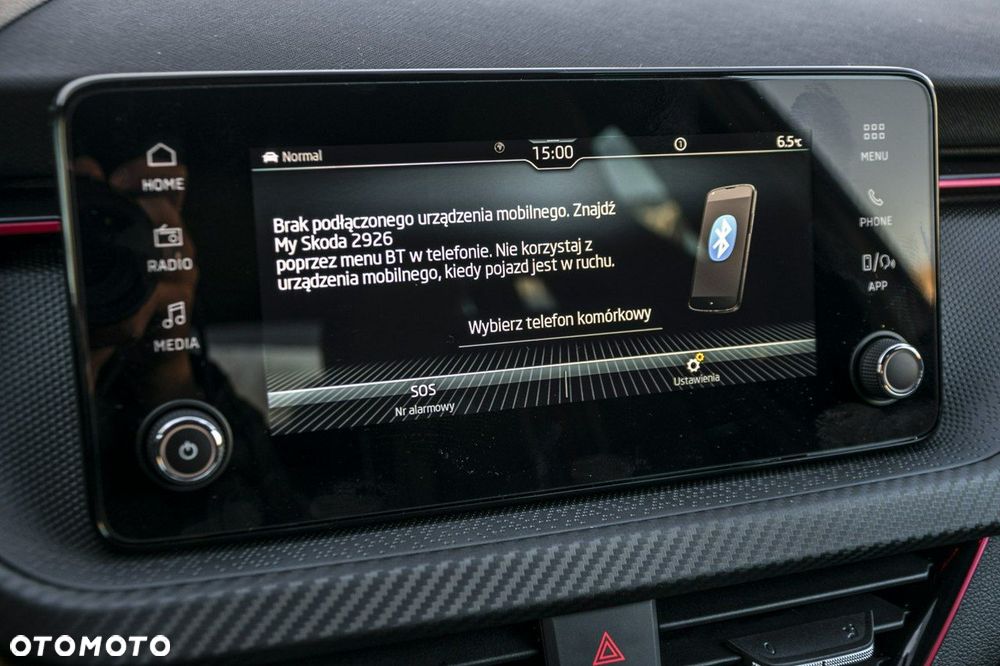 HOME
RADIO
MEDIA
Normal
15:00
6.5°C
Brak podłączonego urządzenia mobilnego. Znajdź
My Skoda 2926
poprzez menu BT w telefonie. Nie korzystaj z
urządzenia mobilnego, kiedy pojazd jest w ruchu.
Wybierz telefon komórkowy
SOS
Nr alarmowy
Ustawienia
MENU
PHONE
APP
OTOMOTO